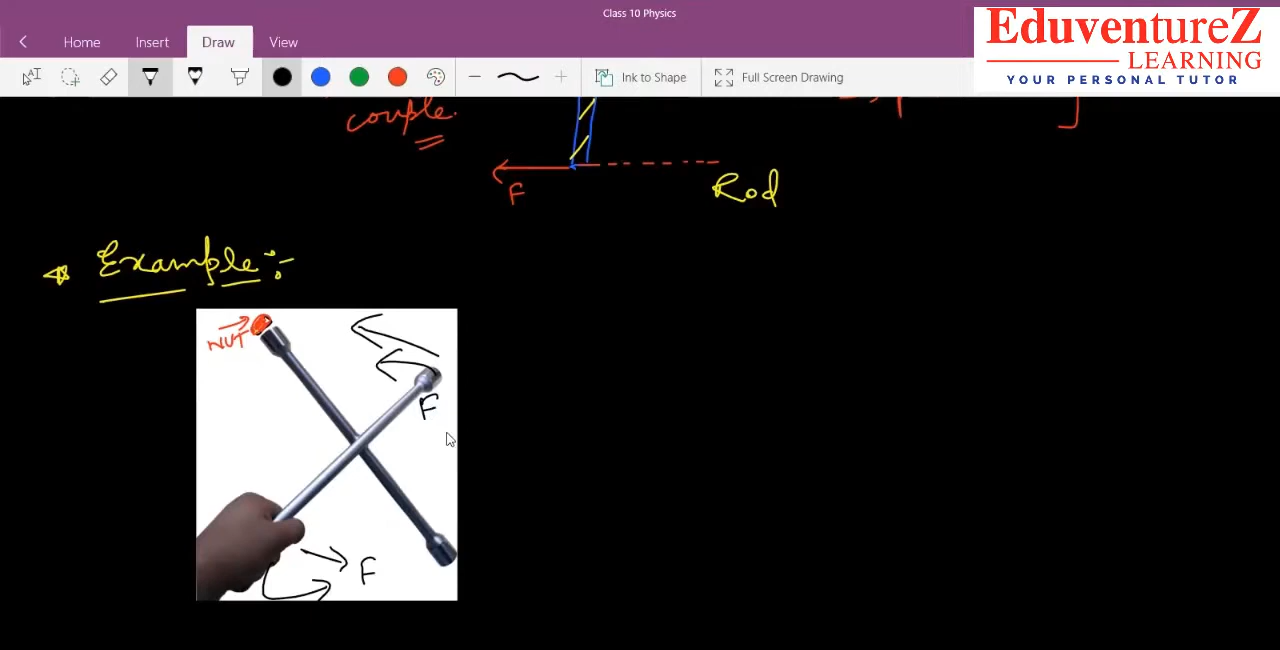 Class 10 Physics
EduventureZ
LEARNING
YOUR PERSONAL TUTOR
Home Insert Draw View
Ink to Shape Full Screen Drawing
couple.
F
Rod
* Example :-
NUT
F
F